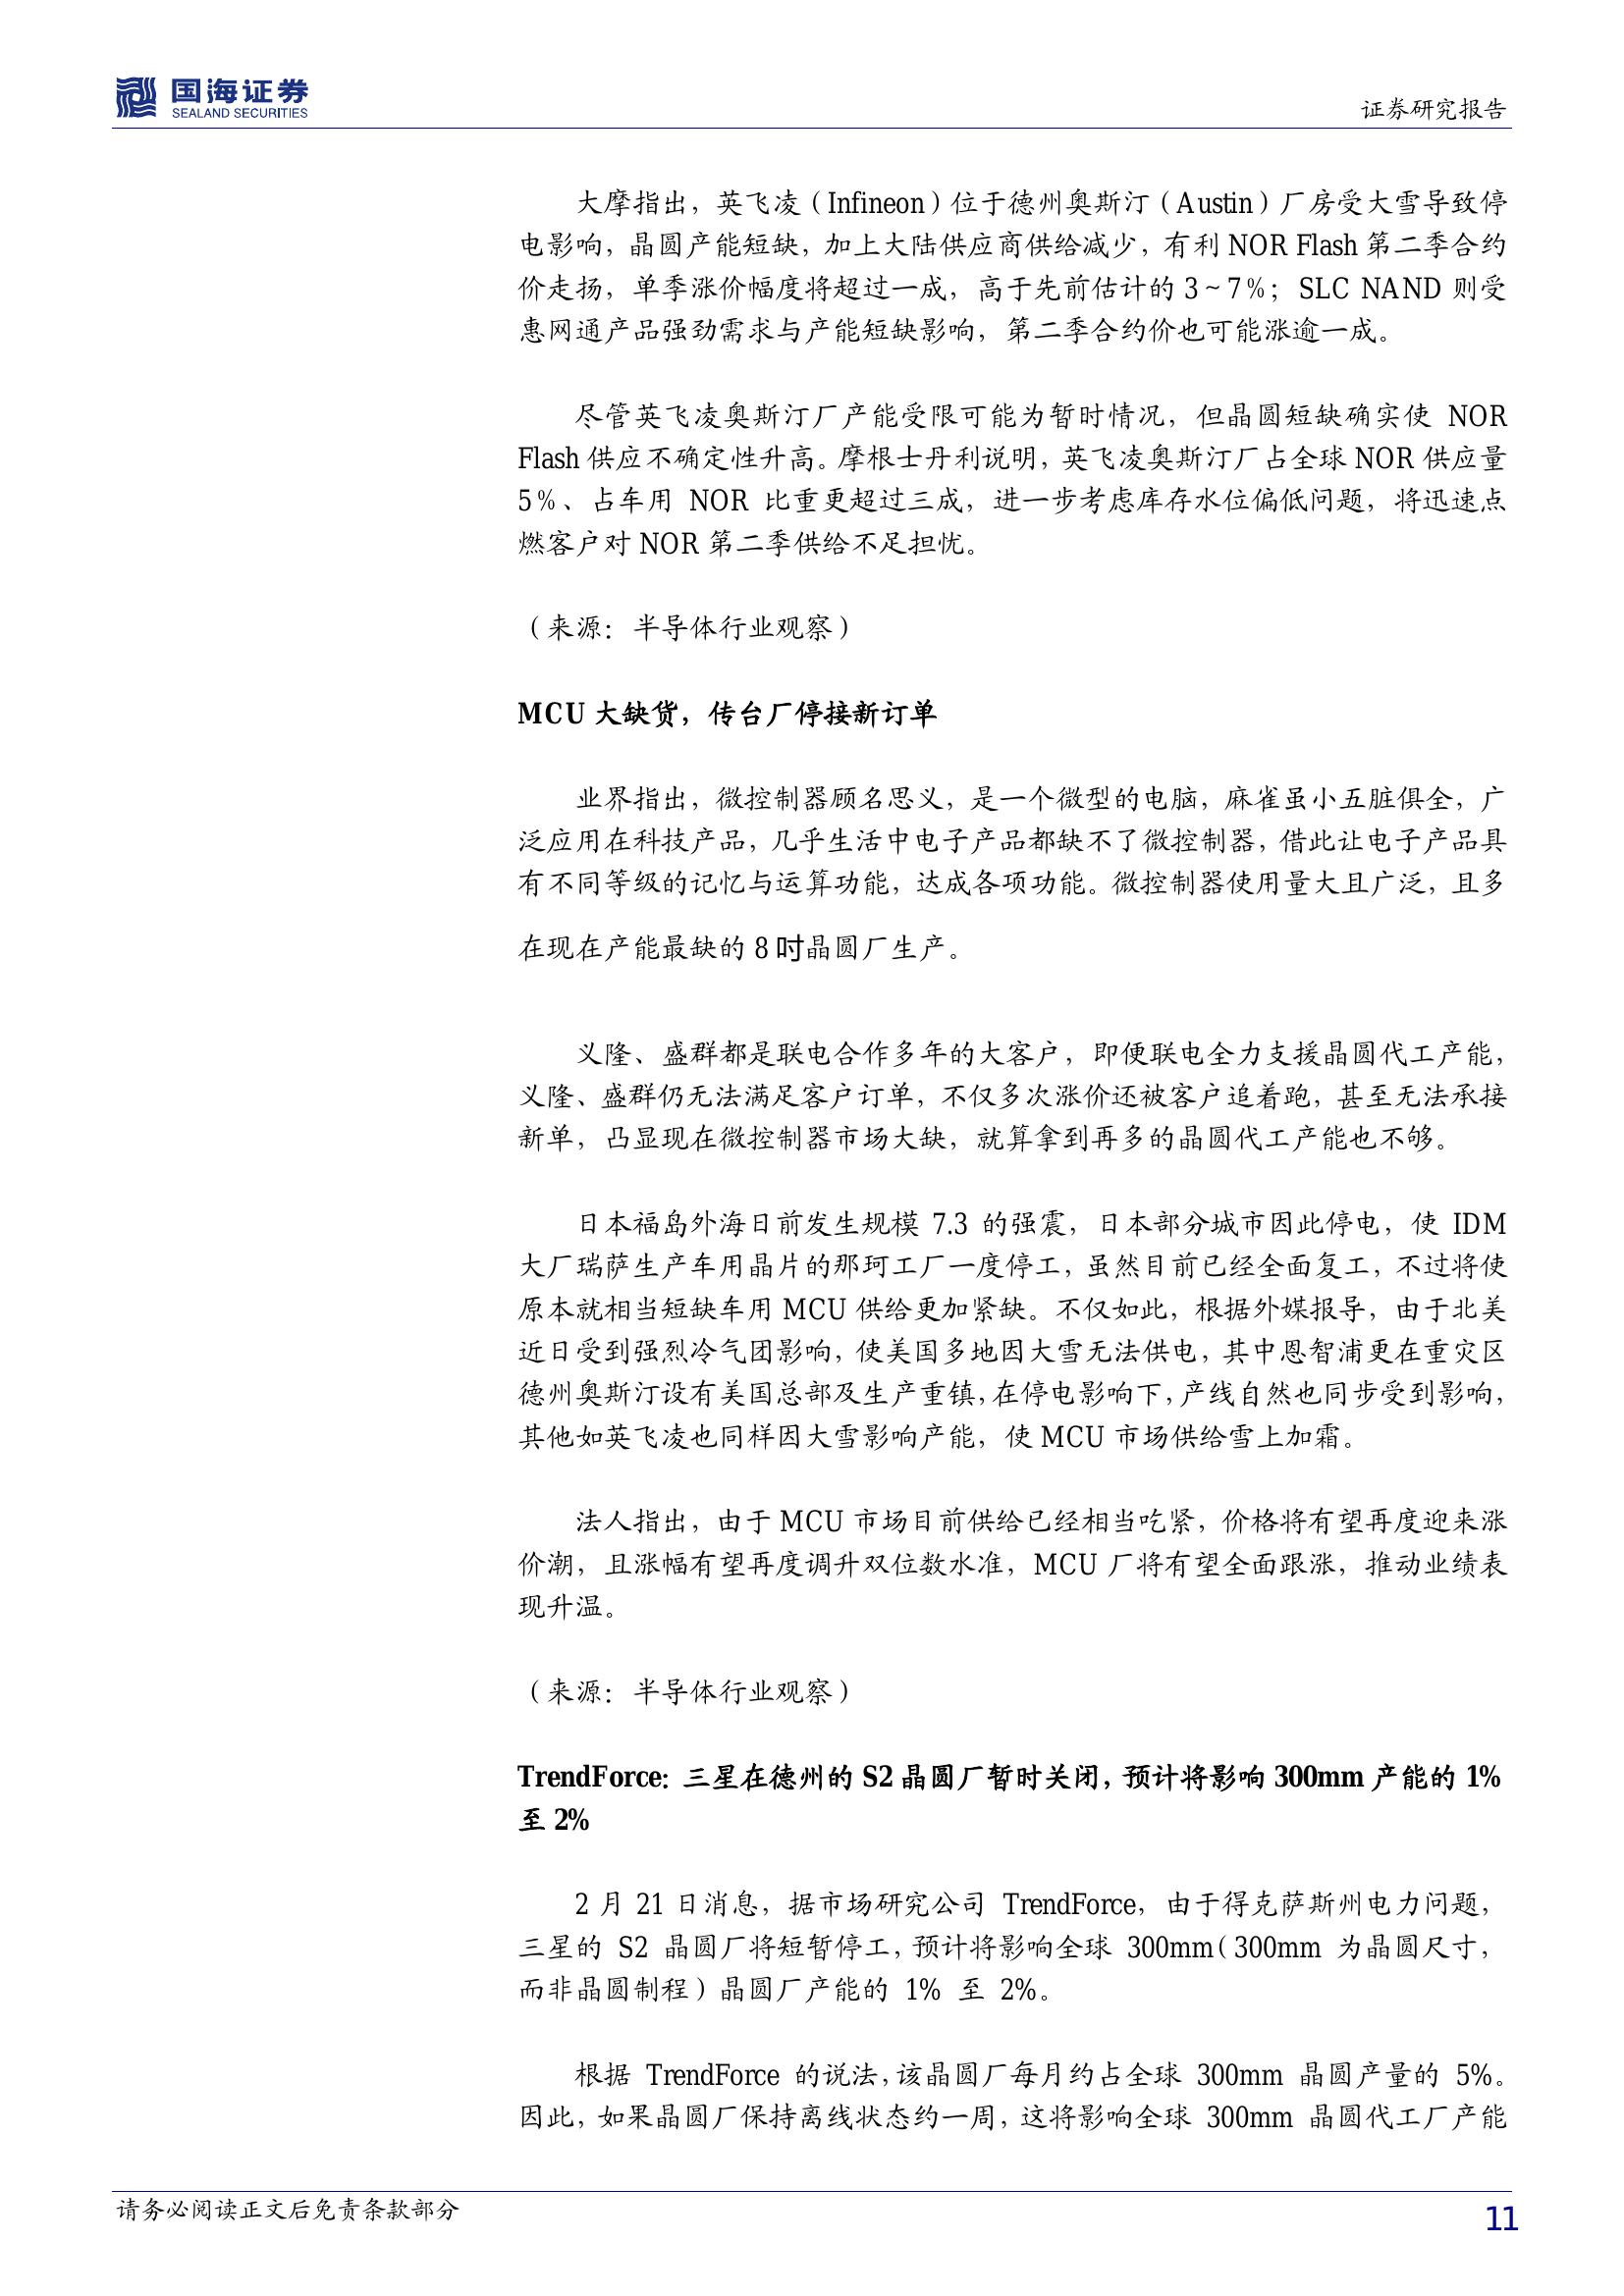 国海证券
SEALAND SECURITIES
证券研究报告
大摩指出，英飞凌（Infineon）位于德州奥斯汀（Austin）厂房受大雪导致停
电影响，晶圆产能短缺，加上大陆供应商供给减少，有利 NOR Flash 第二季合约
价走扬，单季涨价幅度将超过一成，高于先前估计的 3~7%；SLC NAND 则受
惠网通产品强劲需求与产能短缺影响，第二季合约价也可能涨逾一成。
尽管英飞凌奥斯汀厂产能受限可能为暂时情况，但晶圆短缺确实使 NOR
Flash 供应不确定性升高。摩根士丹利说明，英飞凌奥斯汀厂占全球 NOR 供应量
5%、占车用 NOR 比重更超过三成，进一步考虑库存水位偏低问题，将迅速点
燃客户对 NOR 第二季供给不足担忧。
（来源：半导体行业观察）
MCU 大缺货，传台厂停接新订单
业界指出，微控制器顾名思义，是一个微型的电脑，麻雀虽小五脏俱全，广
泛应用在科技产品，几乎生活中电子产品都缺不了微控制器，借此让电子产品具
有不同等级的记忆与运算功能，达成各项功能。微控制器使用量大且广泛，且多
在现在产能最缺的 8 吋晶圆厂生产。
义隆、盛群都是联电合作多年的大客户，即便联电全力支援晶圆代工产能，
义隆、盛群仍无法满足客户订单，不仅多次涨价还被客户追着跑，甚至无法承接
新单，凸显现在微控制器市场大缺，就算拿到再多的晶圆代工产能也不够。
日本福岛外海日前发生规模 7.3 的强震，日本部分城市因此停电，使 IDM
大厂瑞萨生产车用晶片的那珂工厂一度停工，虽然目前已经全面复工，不过将使
原本就相当短缺车用 MCU 供给更加紧缺。不仅如此，根据外媒报导，由于北美
近日受到强烈冷气团影响，使美国多地因大雪无法供电，其中恩智浦更在重灾区
德州奥斯汀设有美国总部及生产重镇，在停电影响下，产线自然也同步受到影响，
其他如英飞凌也同样因大雪影响产能，使 MCU 市场供给雪上加霜。
法人指出，由于 MCU 市场目前供给已经相当吃紧，价格将有望再度迎来涨
价潮，且涨幅有望再度调升双位数水准，MCU 厂将有望全面跟涨，推动业绩表
现升温。
（来源：半导体行业观察）
TrendForce：三星在德州的 S2 晶圆厂暂时关闭，预计将影响 300mm 产能的 1%
至 2%
2 月 21 日消息，据市场研究公司 TrendForce，由于得克萨斯州电力问题，
三星的 S2 晶圆厂将短暂停工，预计将影响全球 300mm（300mm 为晶圆尺寸，
而非晶圆制程）晶圆厂产能的 1% 至 2%。
根据 TrendForce 的说法，该晶圆厂每月约占全球 300mm 晶圆产量的 5%。
因此，如果晶圆厂保持离线状态约一周，这将影响全球 300mm 晶圆代工厂产能
请务必阅读正文后免责条款部分
11